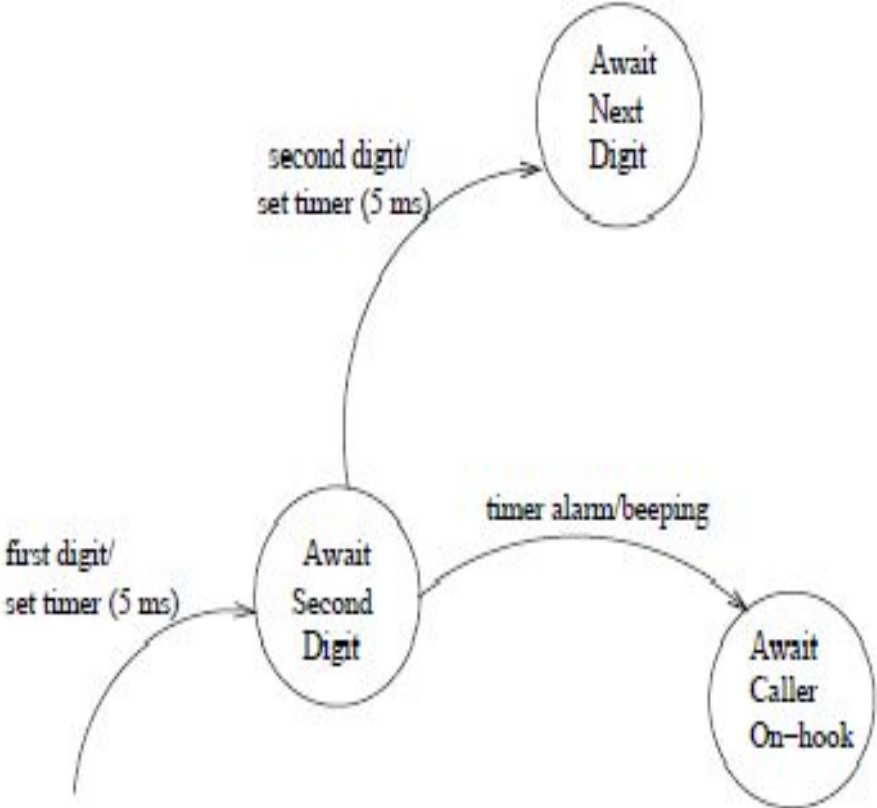 Await
Next
Digit
second digit/
set timer (5 ms)
timer alarm/beeping
first digit/
set timer (5 ms)
Await
Second
Digit
Await
Caller
On-hook